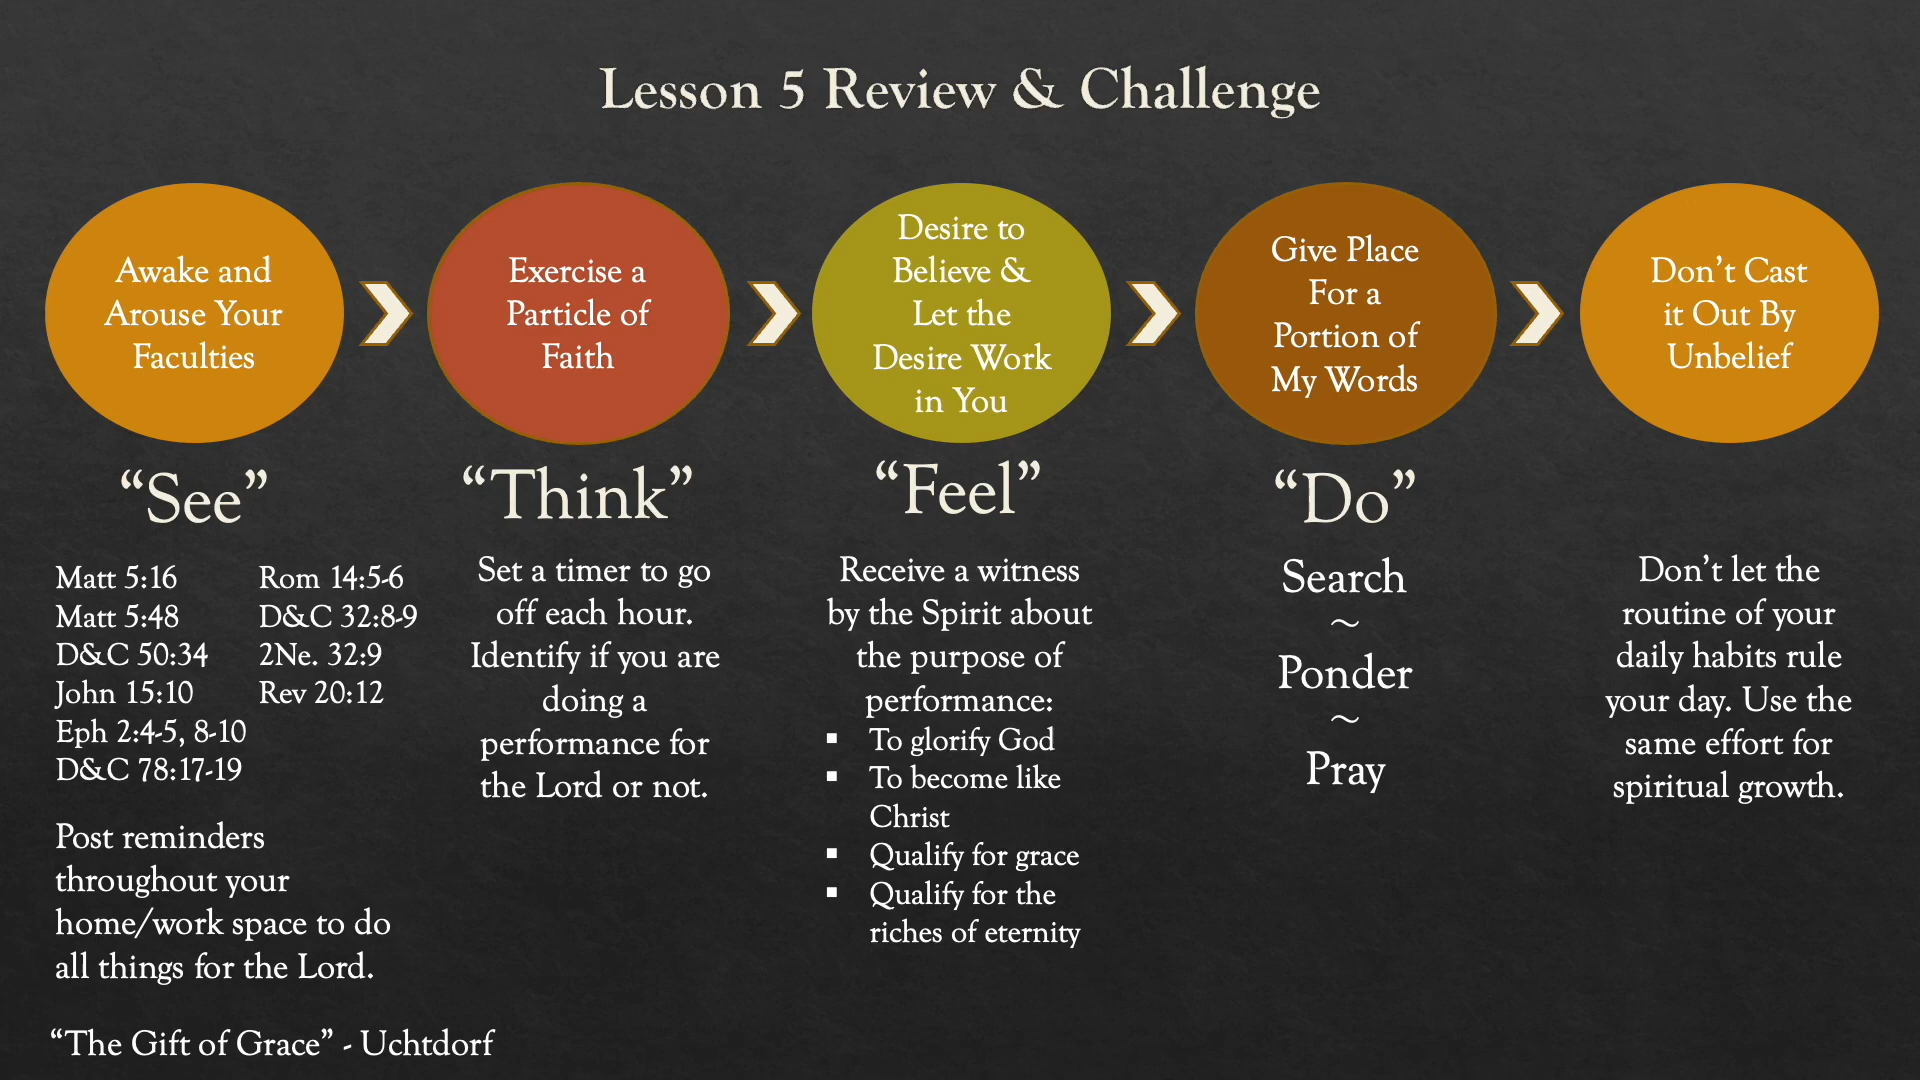 Lesson 5 Review & Challenge
Awake and
Arouse Your
Faculties
Exercise a
Particle of
Faith
Desire to
Believe &
Let the
Desire Work
in You
Give Place
For a
Portion of
My Words
Don't Cast
it Out By
Unbelief
“See”
Matt 5:16
Matt 5:48
D&C 50:34
John 15:10
Eph 2:4-5, 8-10
D&C 78:17-19
Rom 14:5-6
D&C 32:8-9
2Ne. 32:9
Rev 20:12
Post reminders
throughout your
home/work space to do
all things for the Lord.
“Think”
Set a timer to go
off each hour.
Identify if you are
doing a
performance for
the Lord or not.
“Feel”
Receive a witness
by the Spirit about
the purpose of
performance:
▪ To glorify God
▪ To become like
Christ
▪ Qualify for grace
▪ Qualify for the
riches of eternity
“Do”
Search
~
Ponder
~
Pray
Don't let the
routine of your
daily habits rule
your day. Use the
same effort for
spiritual growth.
“The Gift of Grace” - Uchtdorf